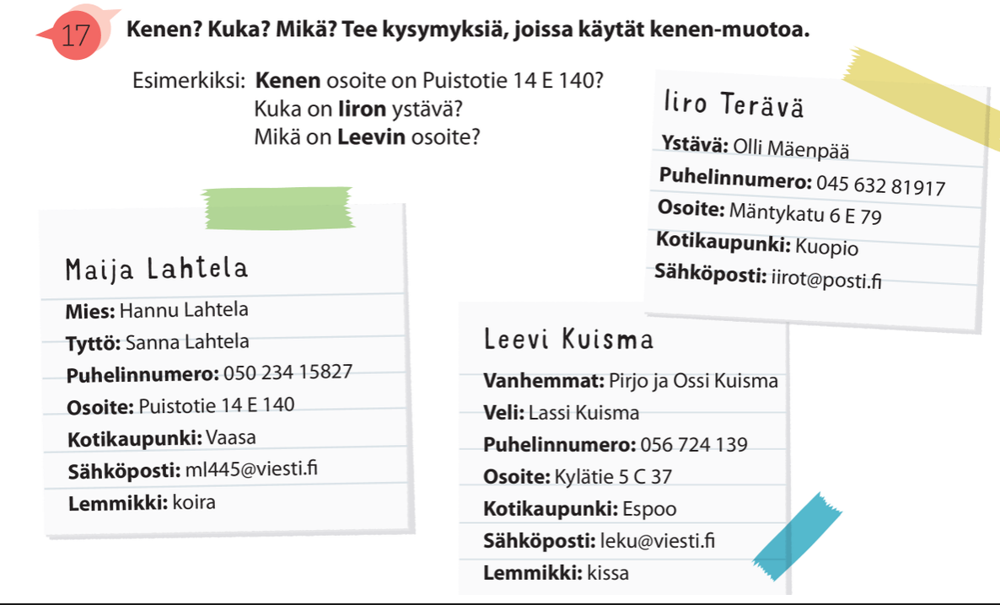 17
Kenen? Kuka? Mikä? Tee kysymyksiä, joissa käytät kenen-muotoa.
Esimerkiksi: Kenen osoite on Puistotie 14 E 140?
Kuka on Iiron ystävä?
Mikä on Leevin osoite?
Iiro Terävä
Ystävä: Olli Mäenpää
Puhelinnumero: 045 632 81917
Osoite: Mäntykatu 6 E 79
Kotikaupunki: Kuopio
Sähköposti: iirot@posti.fi
Maija Lahtela
Mies: Hannu Lahtela
Tyttö: Sanna Lahtela
Puhelinnumero: 050 234 15827
Osoite: Puistotie 14 E 140
Kotikaupunki: Vaasa
Sähköposti: ml445@viesti.fi
Lemmikki: koira
Leevi Kuisma
Vanhemmat: Pirjo ja Ossi Kuisma
Veli: Lassi Kuisma
Puhelinnumero: 056 724 139
Osoite: Kylätie 5 C 37
Kotikaupunki: Espoo
Sähköposti: leku@viesti.fi
Lemmikki: kissa